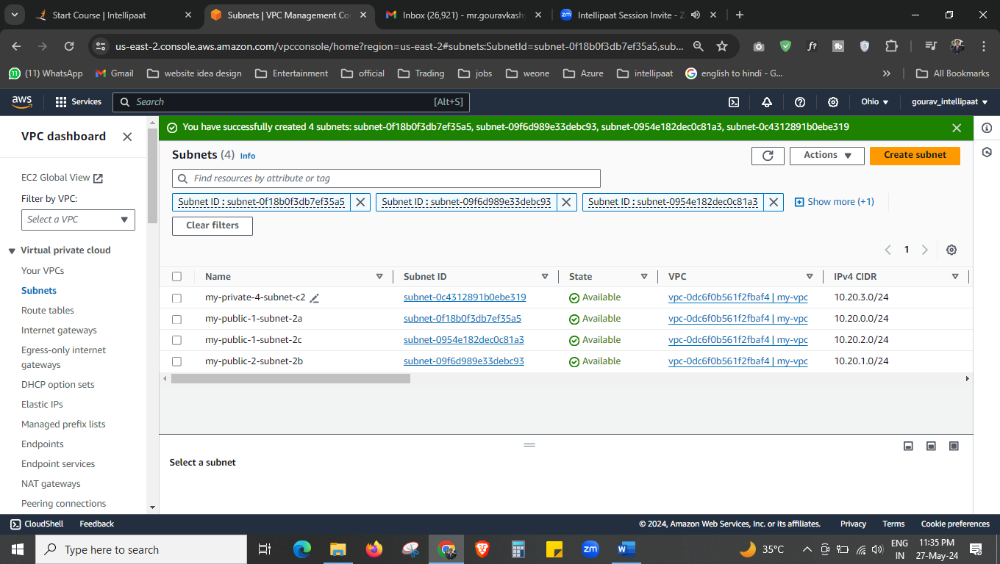 Start Course | Intellipaat
Subnets | VPC Management Co
Inbox (26,921) - mr.gouravkash
Intellipaat Session Invite - Z
us-east-2.console.aws.amazon.com/vpcconsole/home?region=us-east-2#subnets:SubnetId=subnet-0f18b0f3db7ef35a5,sub...
(11) WhatsApp
Gmail
website idea design
Entertainment
official
Trading
jobs
weone
Azure
intellipaat
english to hindi - G...
All Bookmarks
aws
Services
Search
[Alt+S]
Ohio
gourav_intellipaat
VPC dashboard
EC2 Global View
Filter by VPC:
Select a VPC
Virtual private cloud
Your VPCs
Subnets
Route tables
Internet gateways
Egress-only internet
gateways
DHCP option sets
Elastic IPs
Managed prefix lists
Endpoints
Endpoint services
NAT gateways
Peering connections
You have successfully created 4 subnets: subnet-0f18b0f3db7ef35a5, subnet-09f6d989e33debc93, subnet-0954e182dec0c81a3, subnet-0c4312891b0ebe319
Subnets (4) Info
Actions
Create subnet
Find resources by attribute or tag
Subnet ID : subnet-0f18b0f3db7ef35a5
Subnet ID : subnet-09f6d989e33debc93
Subnet ID : subnet-0954e182dec0c81a3
Show more (+1)
Clear filters
1
Name Subnet ID State VPC IPv4 CIDR
my-private-4-subnet-c2 subnet-0c4312891b0ebe319 Available vpc-0dc6f0b561f2fbaf4 | my-vpc 10.20.3.0/24
my-public-1-subnet-2a subnet-0f18b0f3db7ef35a5 Available vpc-0dc6f0b561f2fbaf4 | my-vpc 10.20.0.0/24
my-public-1-subnet-2c subnet-0954e182dec0c81a3 Available vpc-0dc6f0b561f2fbaf4 | my-vpc 10.20.2.0/24
my-public-2-subnet-2b subnet-09f6d989e33debc93 Available vpc-0dc6f0b561f2fbaf4 | my-vpc 10.20.1.0/24
Select a subnet
CloudShell
Feedback
© 2024, Amazon Web Services, Inc. or its affiliates.
Privacy
Terms
Cookie preferences
Type here to search
zm
35°C
ENG
IN
11:35 PM
27-May-24